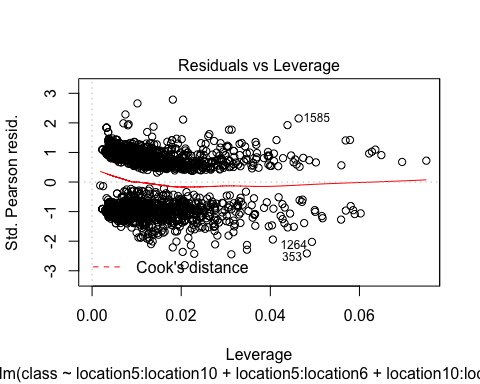 Residuals vs Leverage
Std. Pearson resid.
3
2
1
0
-1
-2
-3
1585
1264
353
Cook's distance
0.00
0.02
0.04
0.06
Leverage
lm(class ~ location5:location10 + location5:location6 + location10:loc